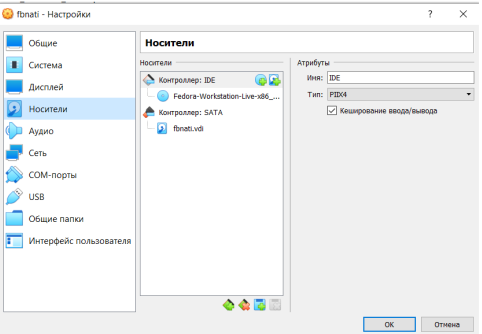 fbnati - Настройки
? ×
Общие
Система
Дисплей
Носители
Аудио
Сеть
COM-порты
USB
Общие папки
Интерфейс пользователя
Носители
Носители
Контроллер: IDE
Fedora-Workstation-Live-x86_...
Контроллер: SATA
fbnati.vdi
Атрибуты
Имя: IDE
Тип: PIIX4
Кеширование ввода/вывода
OK Отмена